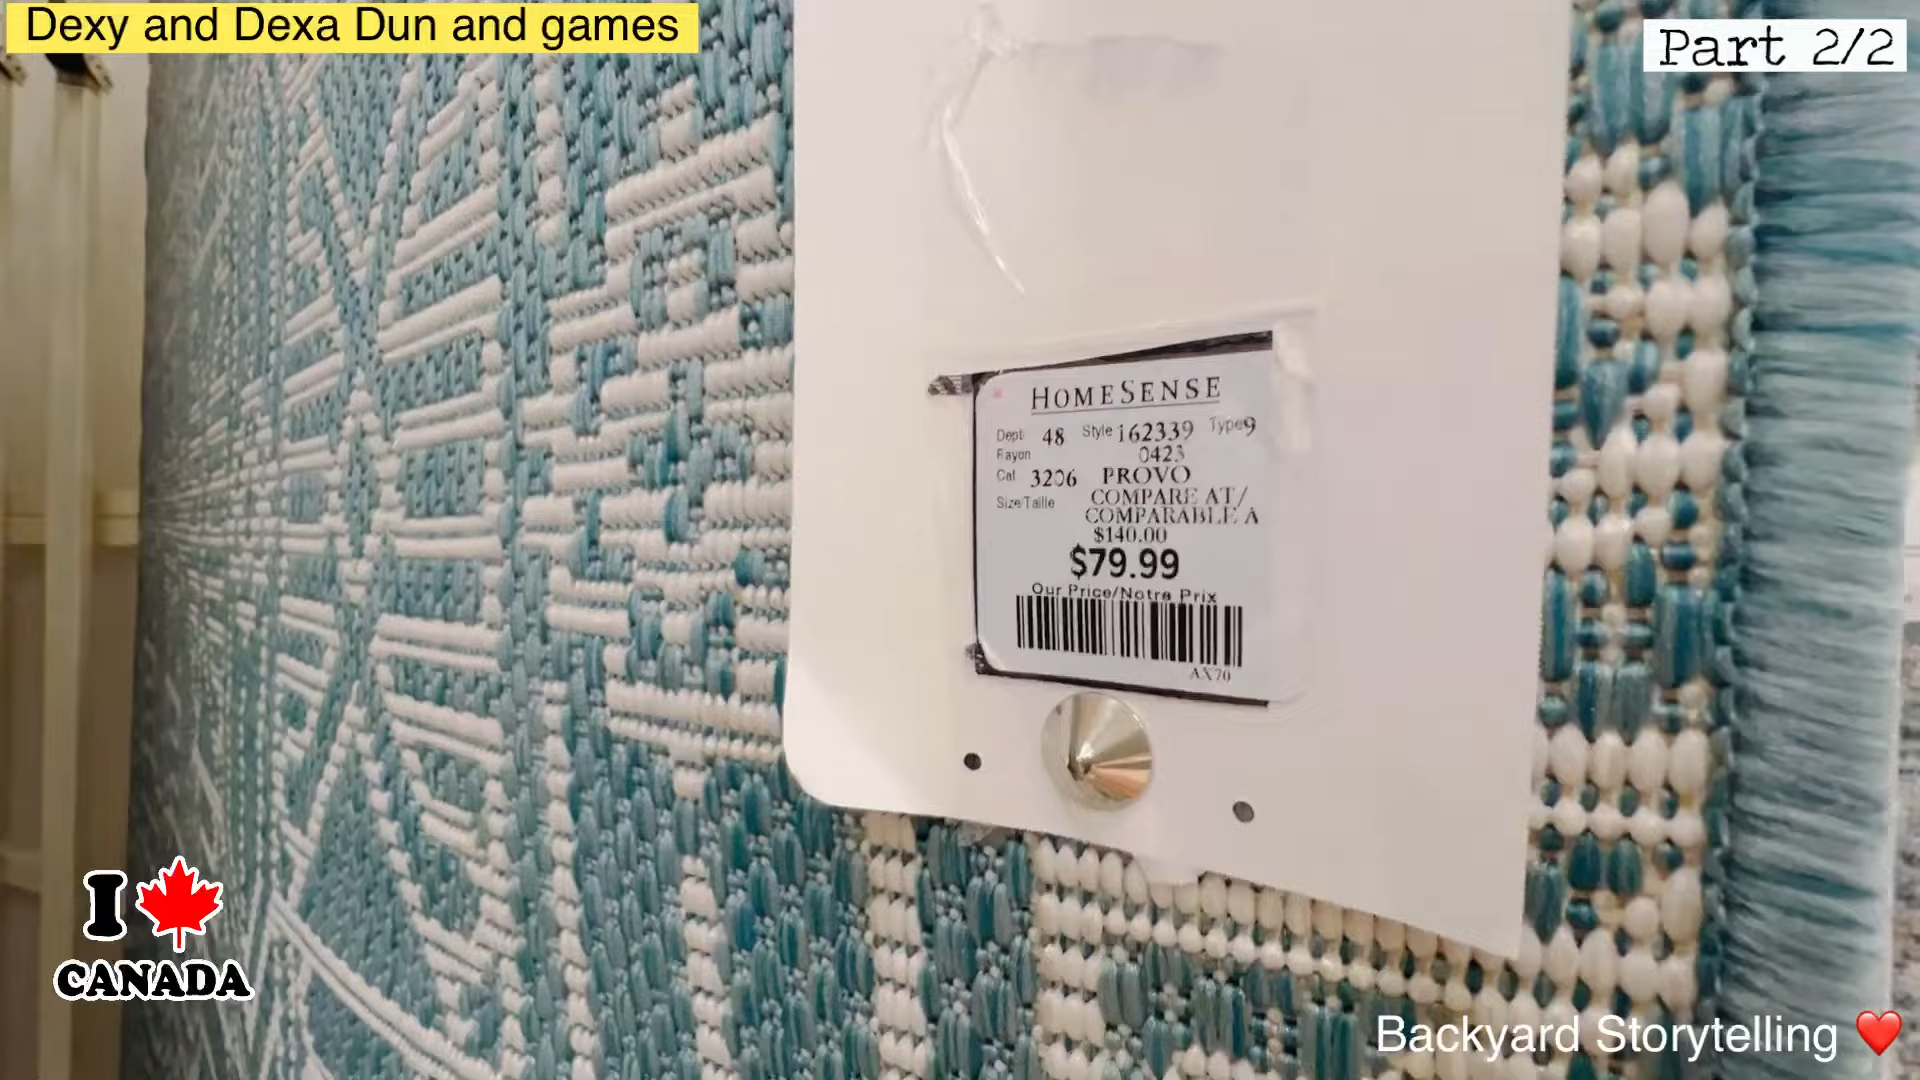 Dexy and Dexa Dun and games
Part 2/2
HOMESENSE
Dept 48 Style 162339 Type 9
Rayon 0423
Cat 3206 PROVO
Size Taille COMPARE AT/
COMPARABLE À
$140.00
$79.99
Our Price/Notre Prix
AX70
I
CANADA
Backyard Storytelling ❤️